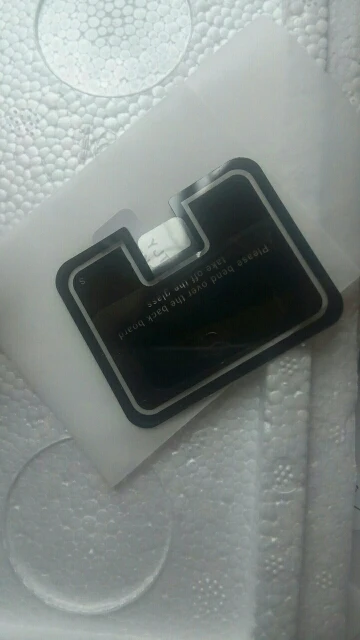 Please bend over the back board
take off the glass
S